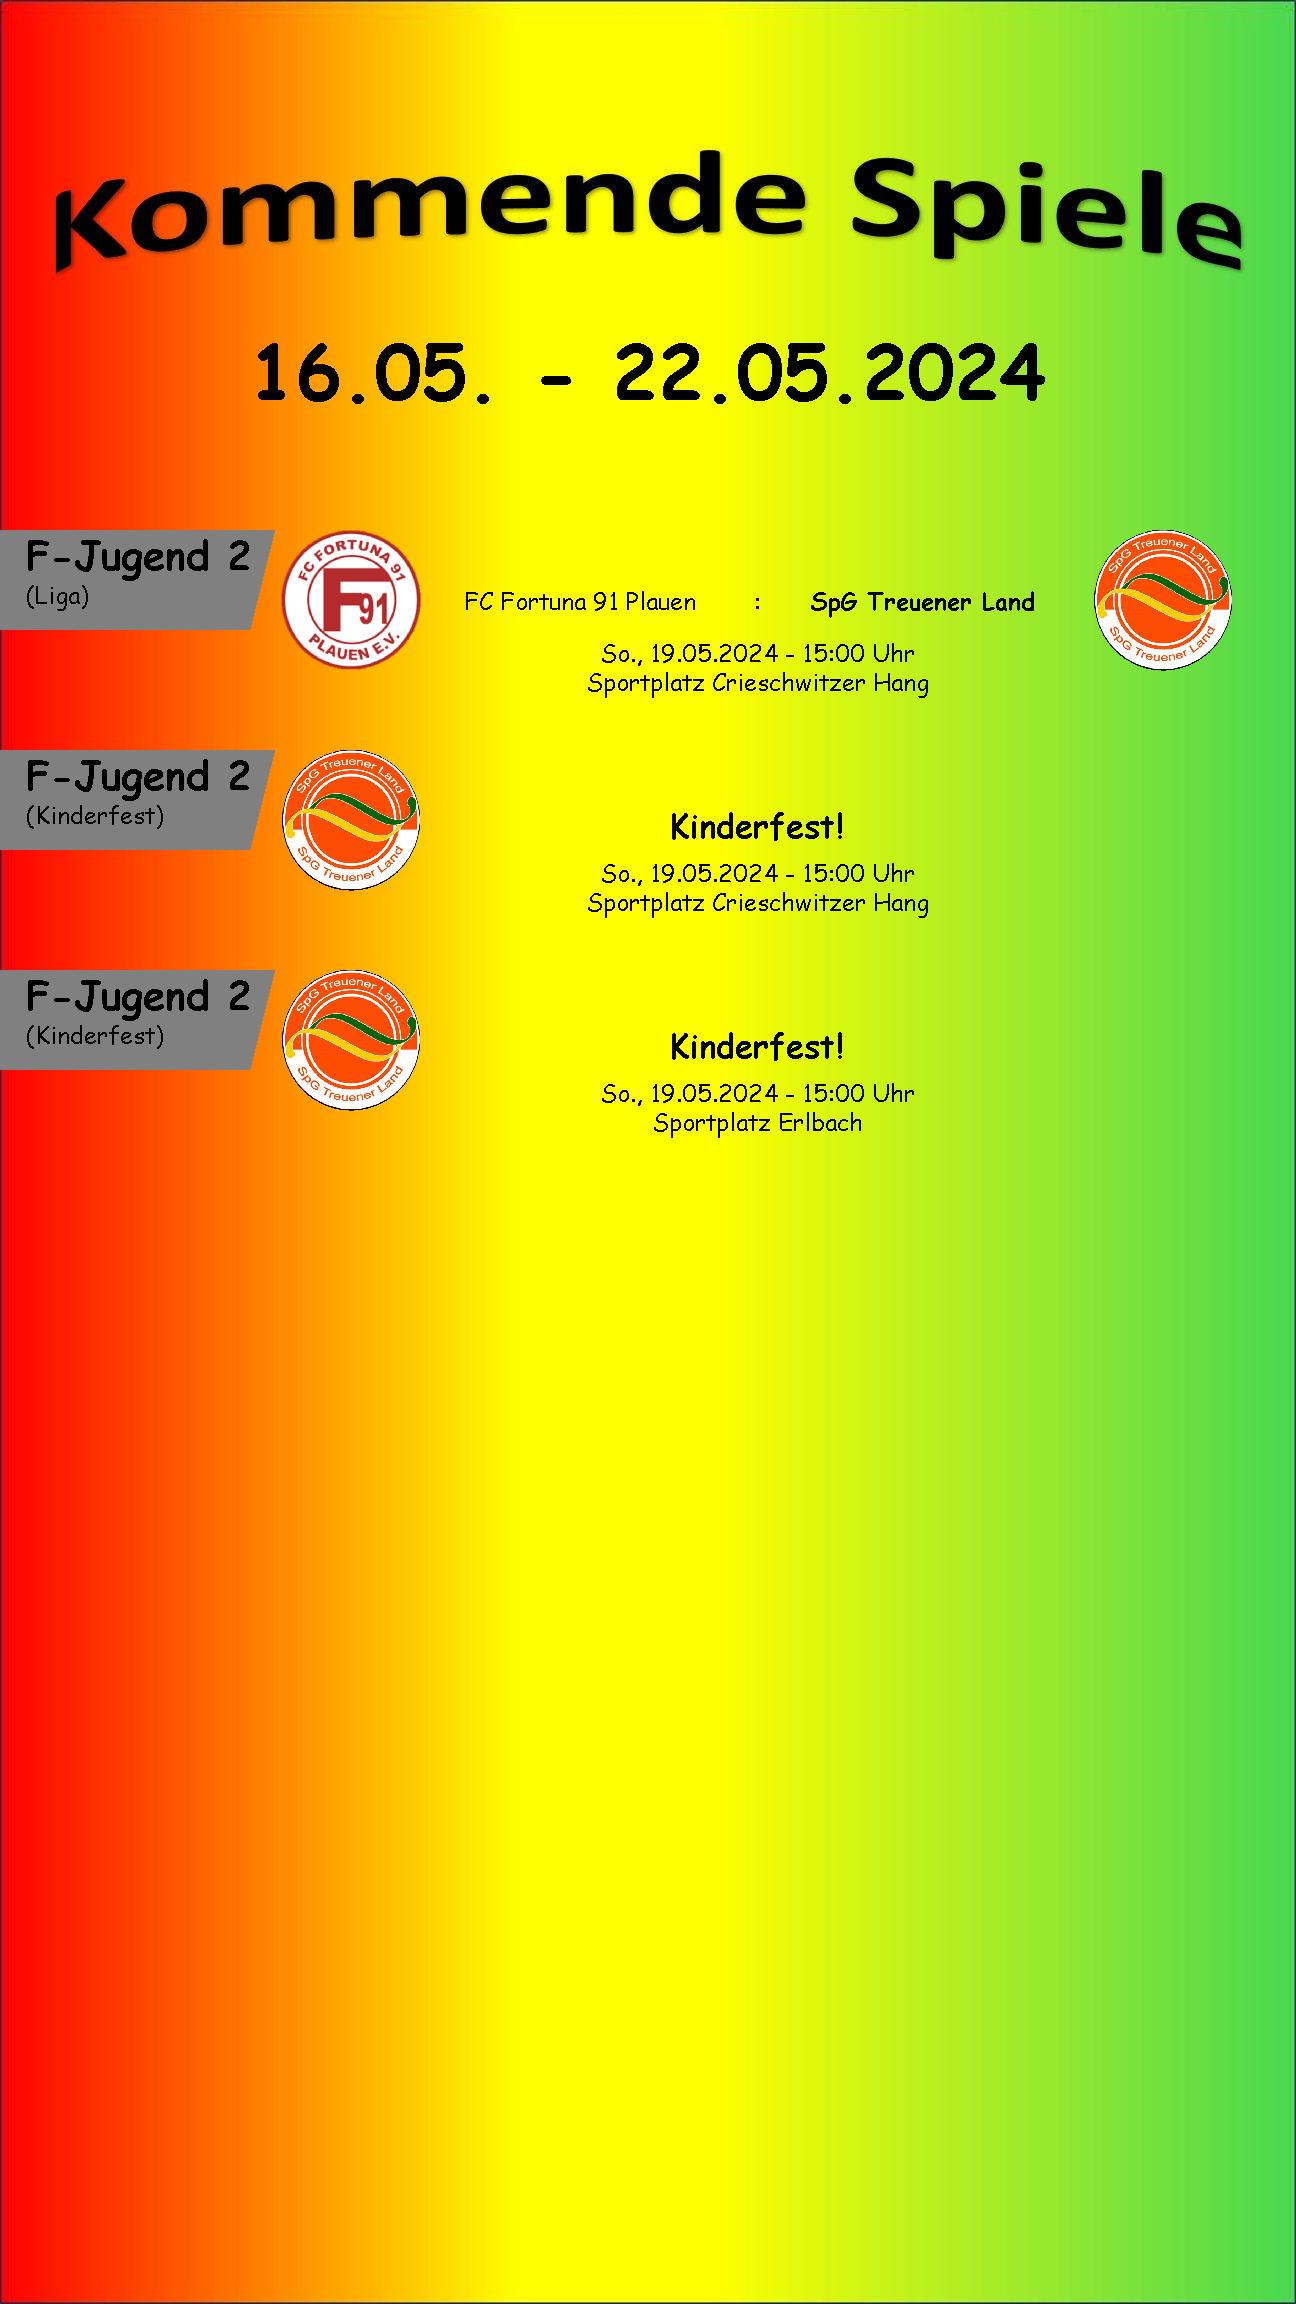 Kommende Spiele
16.05. - 22.05.2024
F-Jugend 2
(Liga)
FC FORTUNA 91
F91
PLAUEN E.V.
FC Fortuna 91 Plauen : SpG Treuener Land
So., 19.05.2024 - 15:00 Uhr
Sportplatz Crieschwitzer Hang
SpG Treuener Land
SpG Treuener Land
F-Jugend 2
(Kinderfest)
SpG Treuener Land
SpG Treuener Land
Kinderfest!
So., 19.05.2024 - 15:00 Uhr
Sportplatz Crieschwitzer Hang
F-Jugend 2
(Kinderfest)
SpG Treuener Land
SpG Treuener Land
Kinderfest!
So., 19.05.2024 - 15:00 Uhr
Sportplatz Erlbach